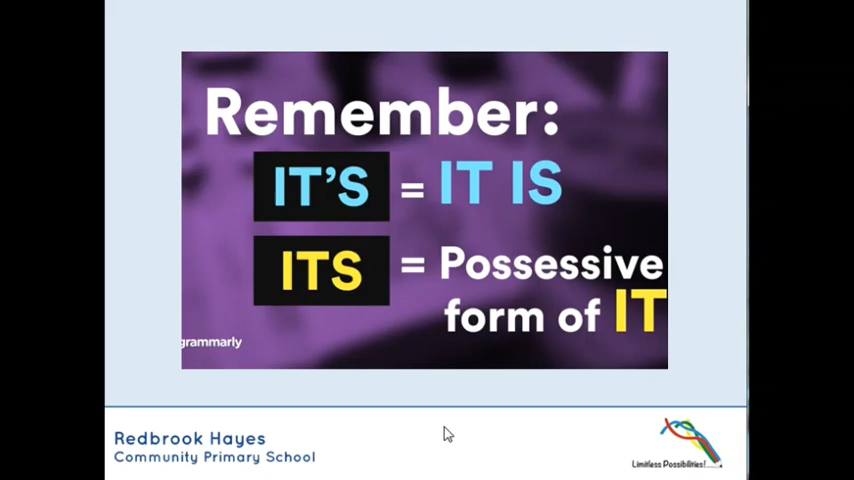 Remember:
IT'S = IT IS
ITS = Possessive
form of IT
grammarly
Redbrook Hayes
Community Primary School
Limitless Possibilities!